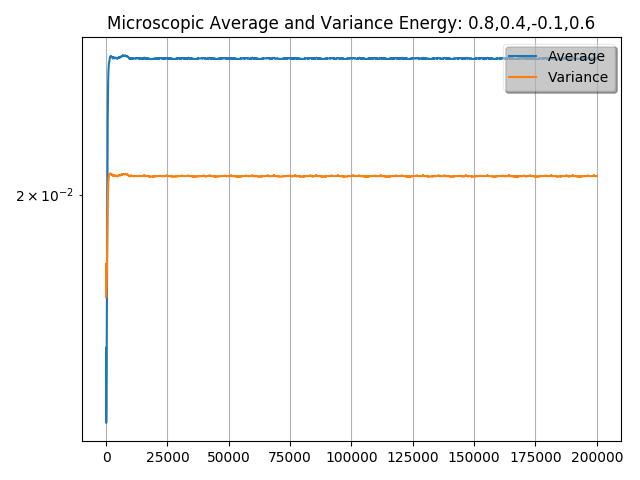 Microscopic Average and Variance Energy: 0.8,0.4,-0.1,0.6
Average
Variance
2 × 10⁻²
0 25000 50000 75000 100000 125000 150000 175000 200000